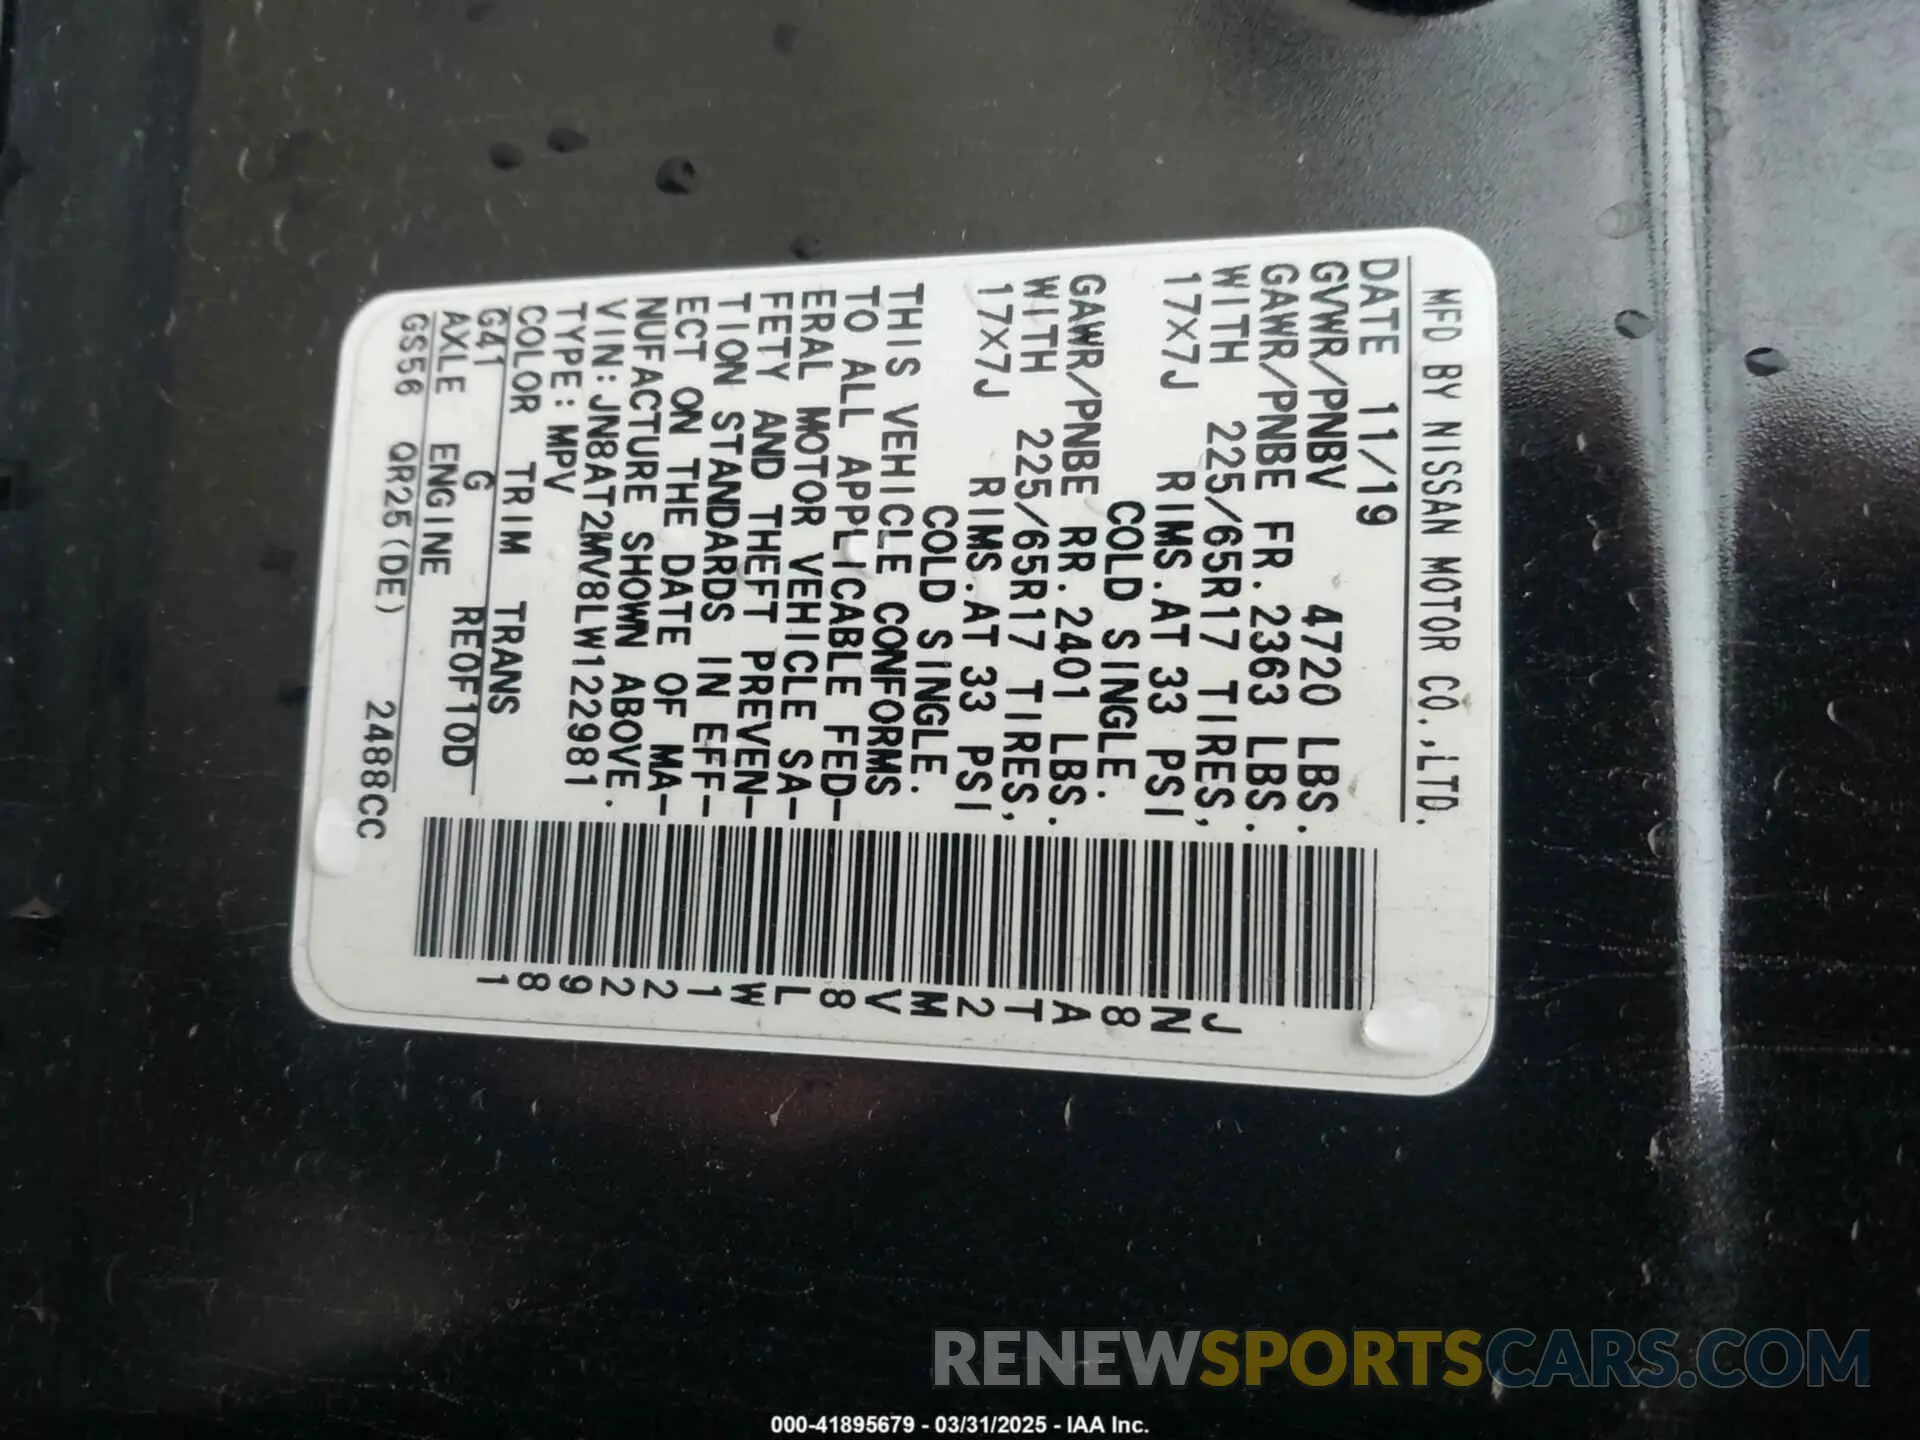 MFD BY NISSAN MOTOR CO.,LTD.
DATE 11/19
GVWR/PNBV 4720 LBS.
GAWR/PNBE FR.2363 LBS.
WITH 225/65R17 TIRES,
17X7J RIMS.AT 33 PSI
COLD SINGLE.
GAWR/PNBE RR.2401 LBS.
WITH 225/65R17 TIRES,
17X7J RIMS.AT 33 PSI
COLD SINGLE.
THIS VEHICLE CONFORMS
TO ALL APPLICABLE FED-
ERAL MOTOR VEHICLE SA-
FETY AND THEFT PREVEN-
TION STANDARDS IN EFF-
ECT ON THE DATE OF MA-
NUFACTURE SHOWN ABOVE.
VIN:JN8AT2MV8LW122981
TYPE:MPV
COLOR TRIM TRANS
G41 G RE0F10D
AXLE ENGINE
GS56 QR25(DE) 2488CC
JN8AT2MV8LW122981
RENEWSPORTSCARS.COM
000-41895679 - 03/31/2025 - IAA Inc.